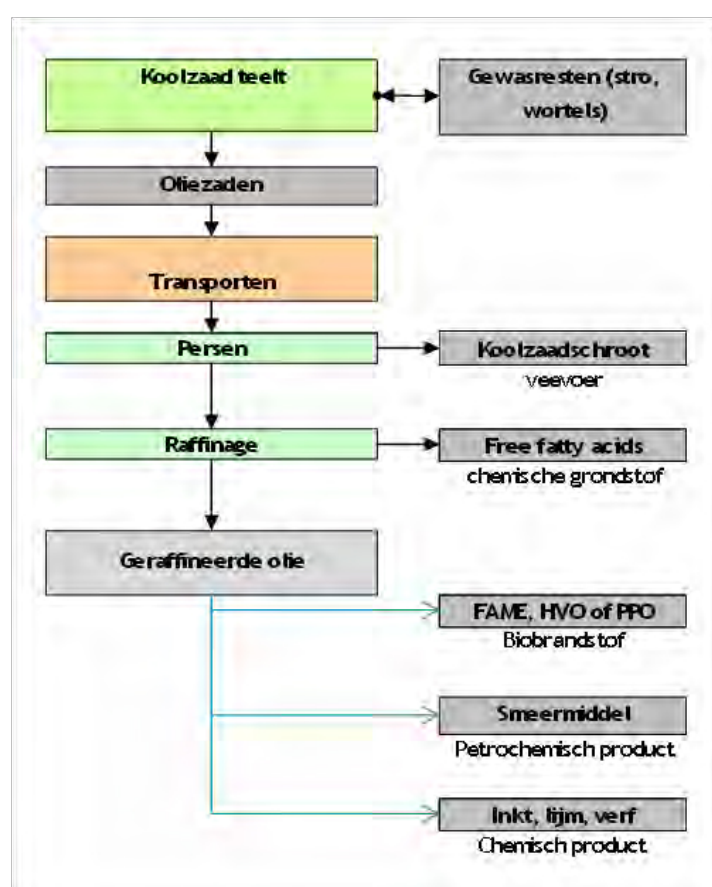 Koolzaad teelt
Gewasresten (stro,
wortels)
Oliezaden
Transporten
Persen
Koolzaadschroot
veevoer
Raffinage
Free fatty acids
chemische grondstof
Geraffineerde olie
FAME, HVO of PPO
Biobrandstof
Smeermiddel
Petrochemisch product
Inkt, lijm, verf
Chemisch product